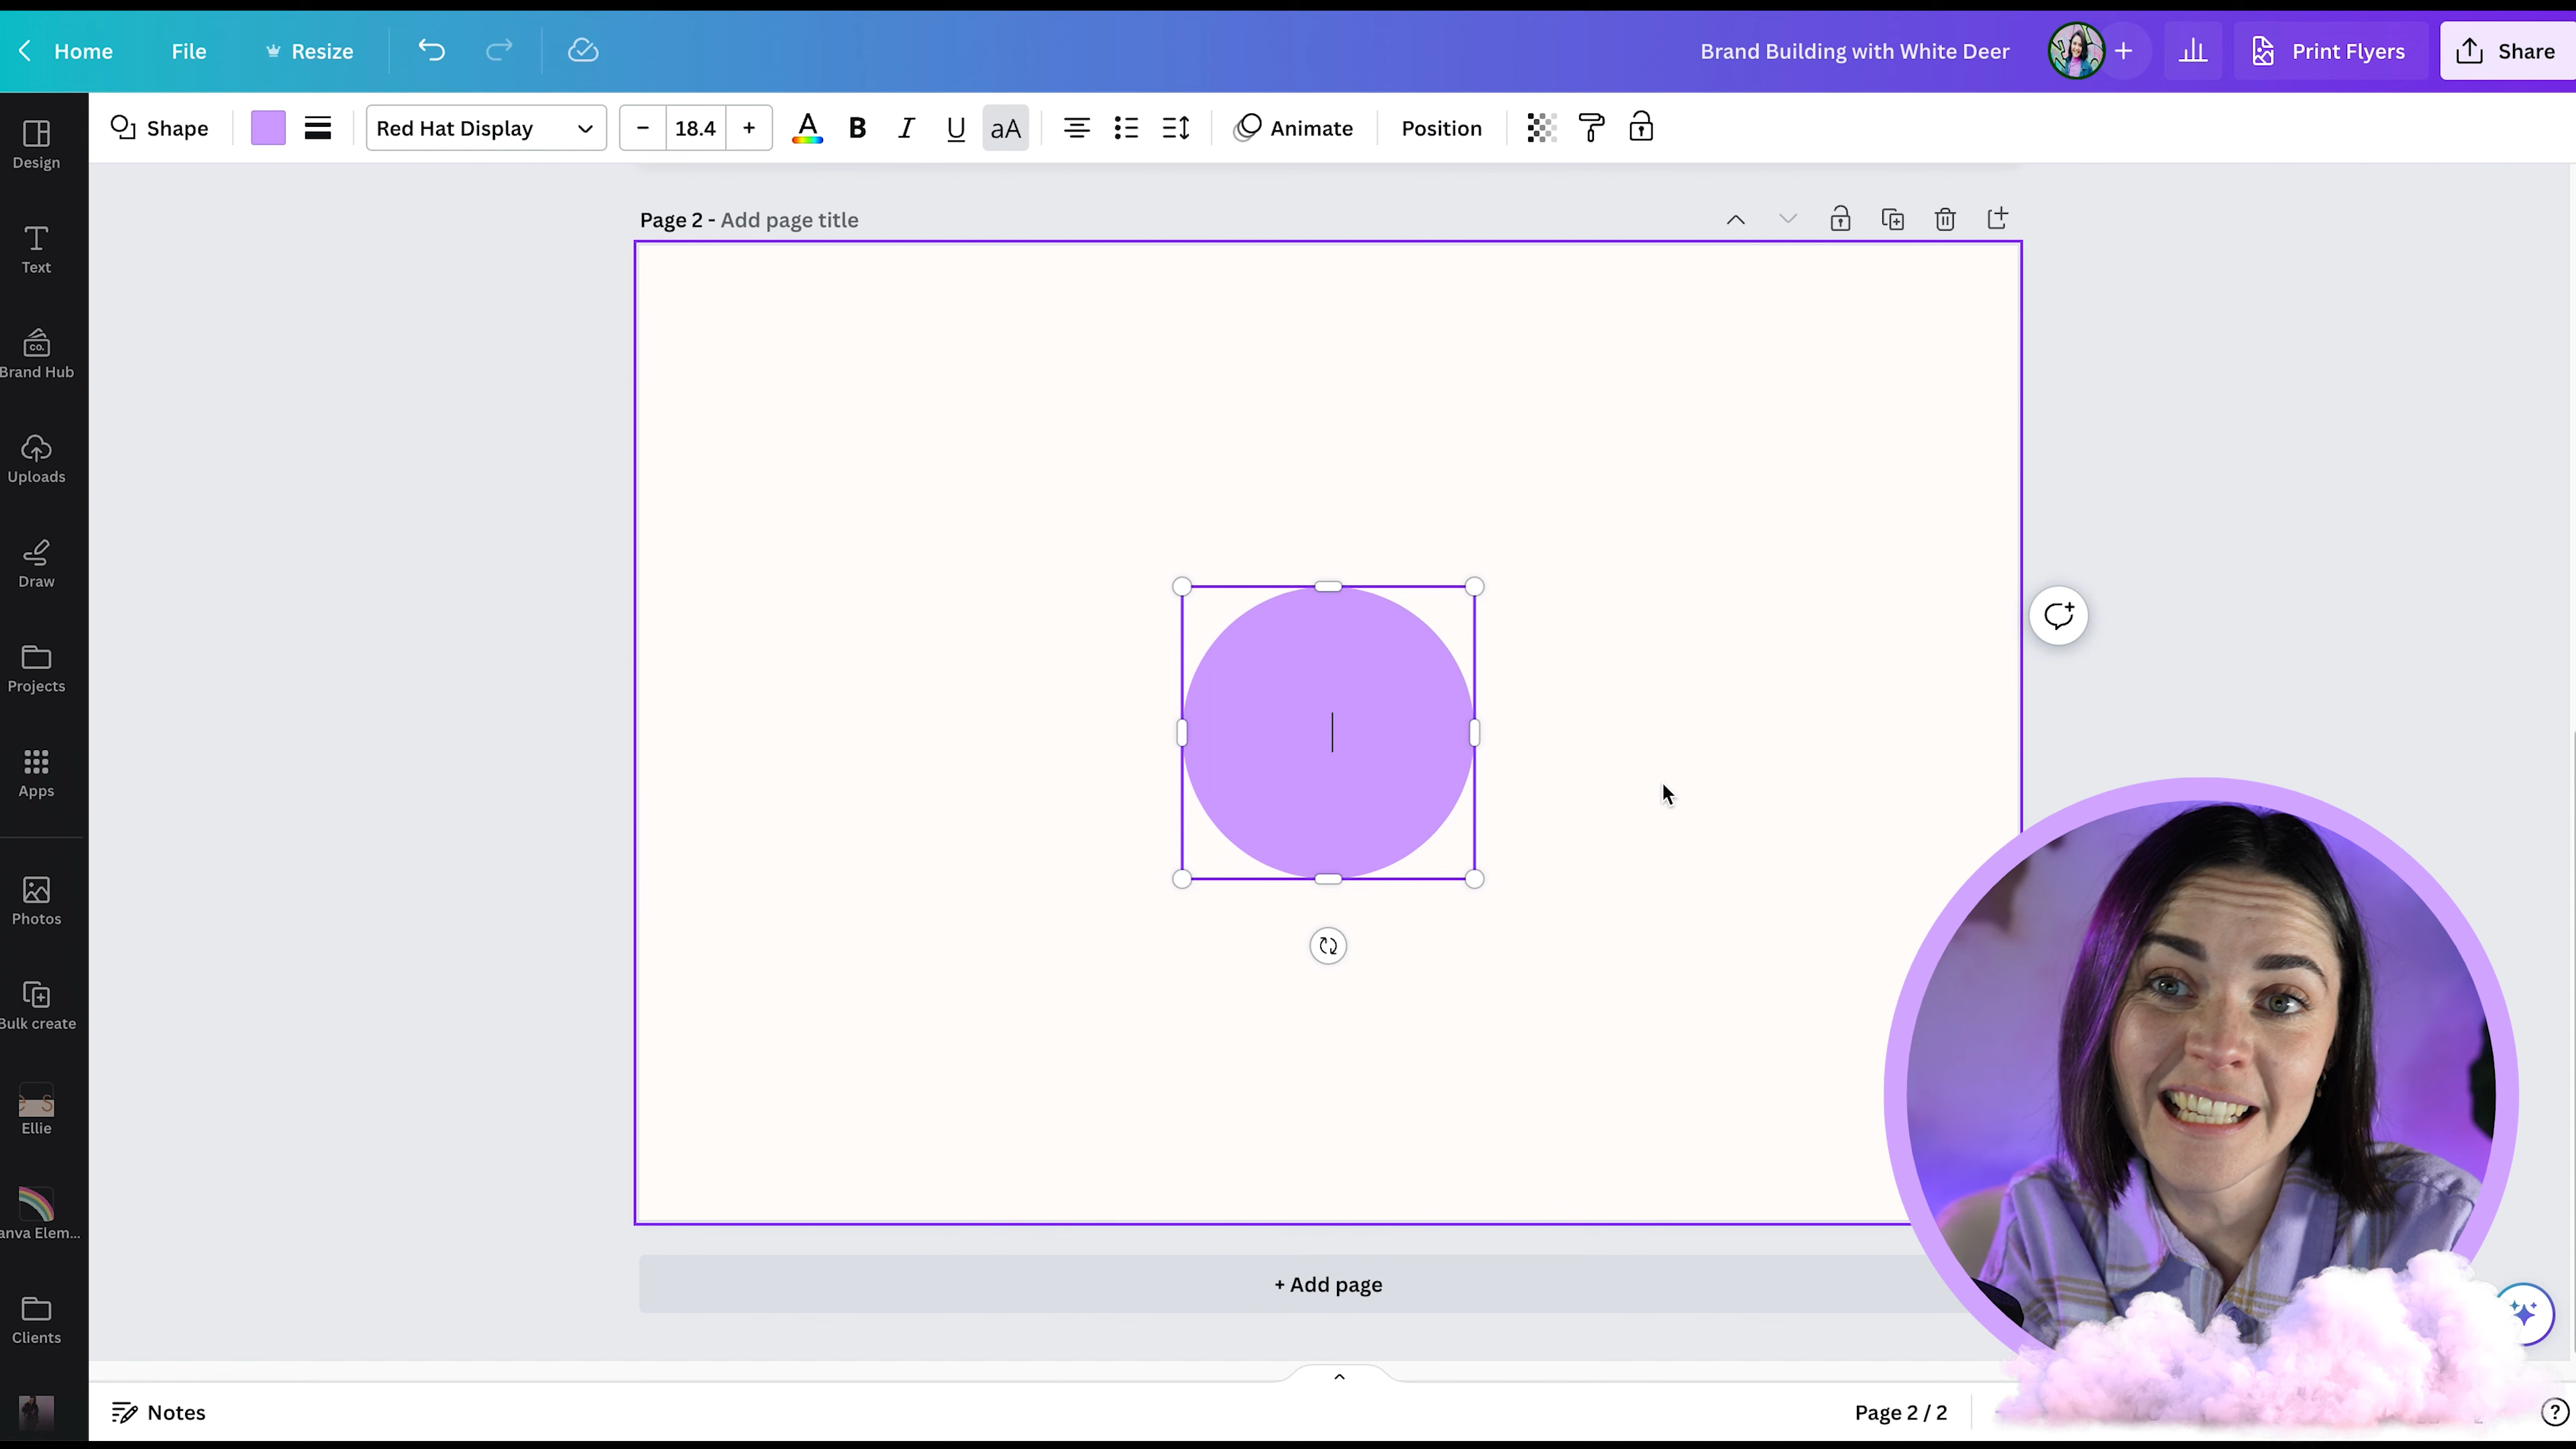 Home File Resize Brand Building with White Deer Print Flyers Share
Shape Red Hat Display − 18.4 + A B I U aA Animate Position
Design
Text
Brand Hub
Uploads
Draw
Projects
Apps
Photos
Bulk create
Ellie
anva Elem...
Clients
Page 2 - Add page title
+ Add page
Notes Page 2 / 2